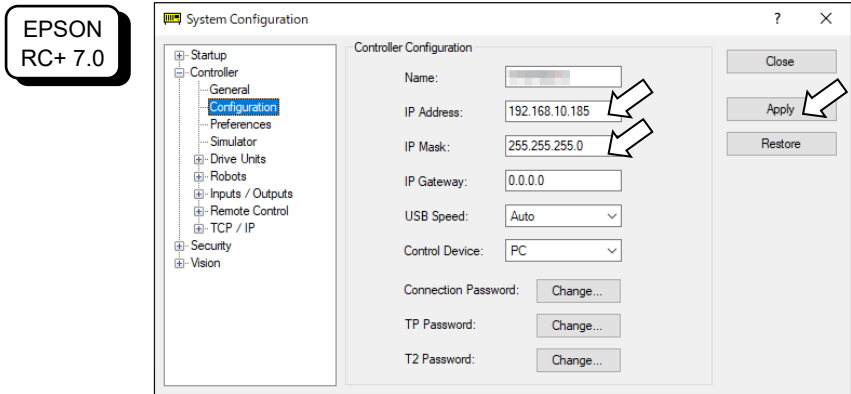 EPSON
RC+ 7.0
System Configuration
?
Startup
Controller
General
Configuration
Preferences
Simulator
Drive Units
Robots
Inputs / Outputs
Remote Control
TCP / IP
Security
Vision
Controller Configuration
Name:
IP Address: 192.168.10.185
IP Mask: 255.255.255.0
IP Gateway: 0.0.0.0
USB Speed: Auto
Control Device: PC
Connection Password: Change...
TP Password: Change...
T2 Password: Change...
Close
Apply
Restore